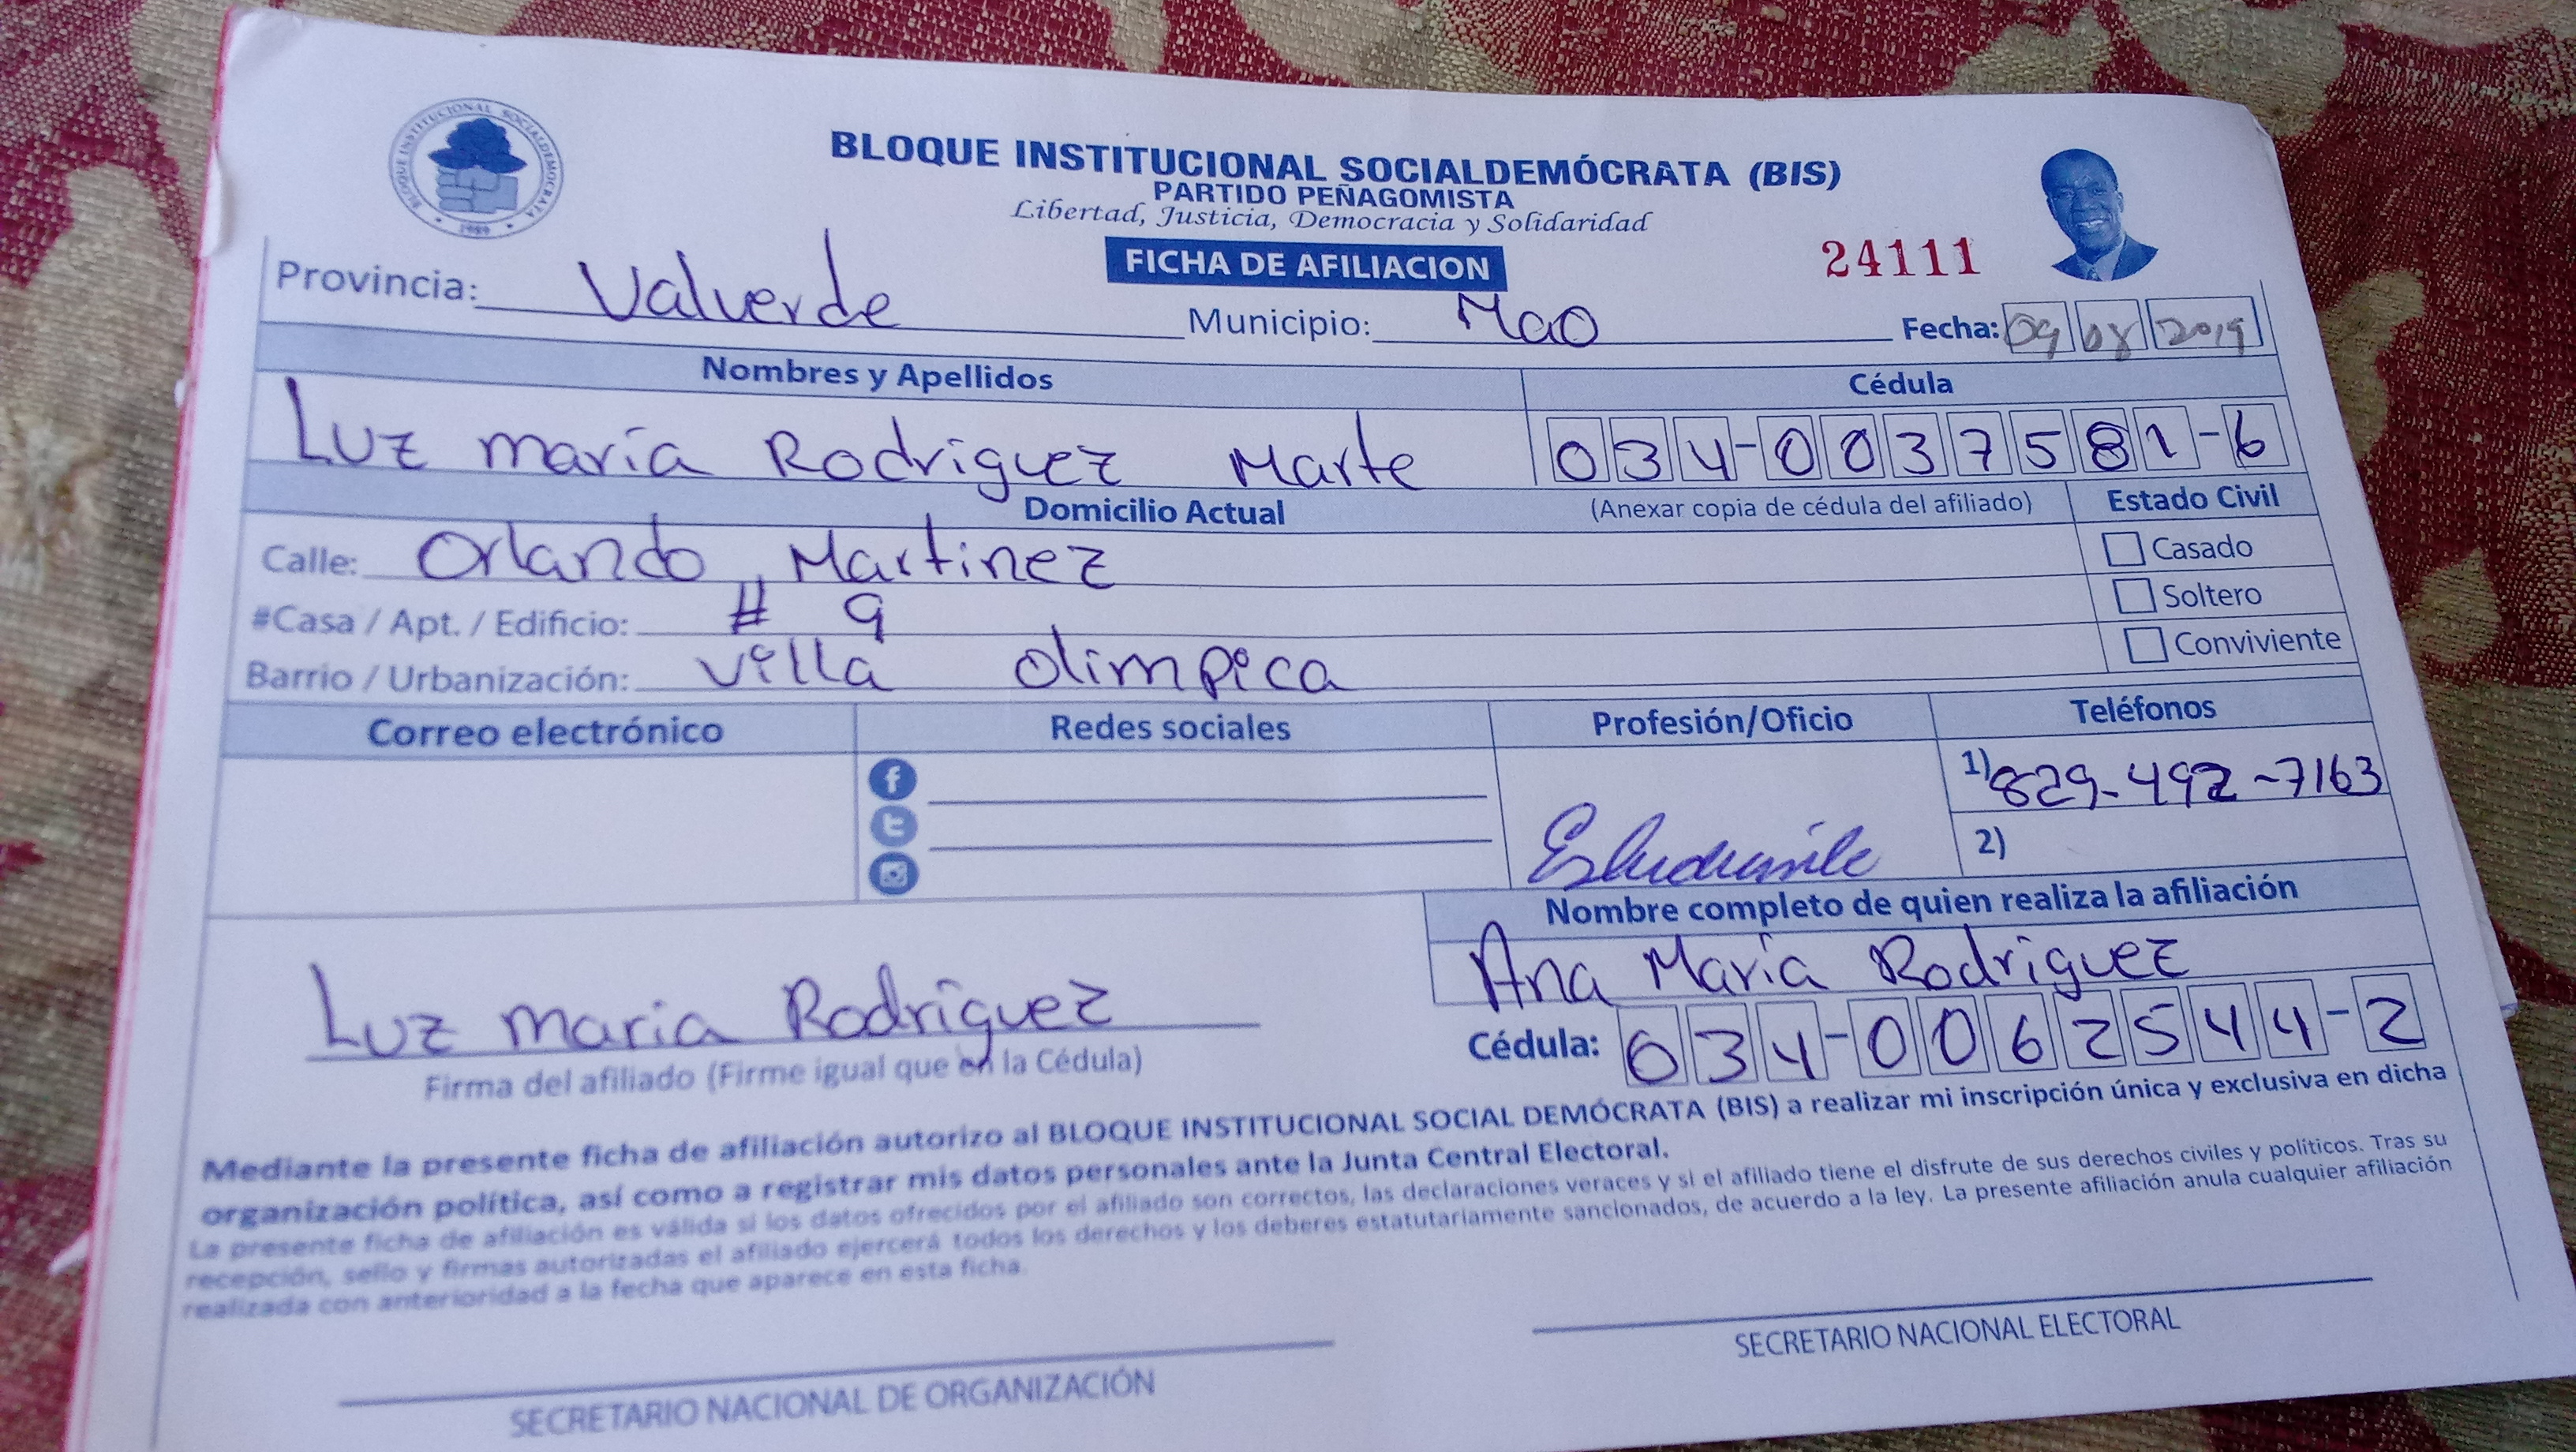 BLOQUE INSTITUCIONAL SOCIALDEMOCRATA
1989
BLOQUE INSTITUCIONAL SOCIALDEMÓCRATA (BIS)
PARTIDO PEÑAGOMISTA
Libertad, Justicia, Democracia y Solidaridad
FICHA DE AFILIACION
24111
Provincia: Valverde Municipio: Mao Fecha: 09 08 2019
Nombres y Apellidos Cédula
Luz maría Rodriguez Marte 034-0037581-6
Domicilio Actual (Anexar copia de cédula del afiliado) Estado Civil
Calle: Orlando Martinez Casado
#Casa / Apt. / Edificio: # 9 Soltero
Barrio / Urbanización: villa olimpica Conviviente
Correo electrónico Redes sociales Profesión/Oficio Teléfonos
1) 829-492-7163
Estudiante 2)
Nombre completo de quien realiza la afiliación
Ana María Rodriguez
Luz maria Rodriguez Cédula: 034-0062544-2
Firma del afiliado (Firme igual que en la Cédula)
Mediante la presente ficha de afiliación autorizo al BLOQUE INSTITUCIONAL SOCIAL DEMÓCRATA (BIS) a realizar mi inscripción única y exclusiva en dicha
organización política, así como a registrar mis datos personales ante la Junta Central Electoral.
La presente ficha de afiliación es válida si los datos ofrecidos por el afiliado son correctos, las declaraciones veraces y si el afiliado tiene el disfrute de sus derechos civiles y políticos. Tras su
recepción, sello y firmas autorizadas el afiliado ejercerá todos los derechos y los deberes estatutariamente sancionados, de acuerdo a la ley. La presente afiliación anula cualquier afiliación
realizada con anterioridad a la fecha que aparece en esta ficha.
SECRETARIO NACIONAL DE ORGANIZACIÓN SECRETARIO NACIONAL ELECTORAL